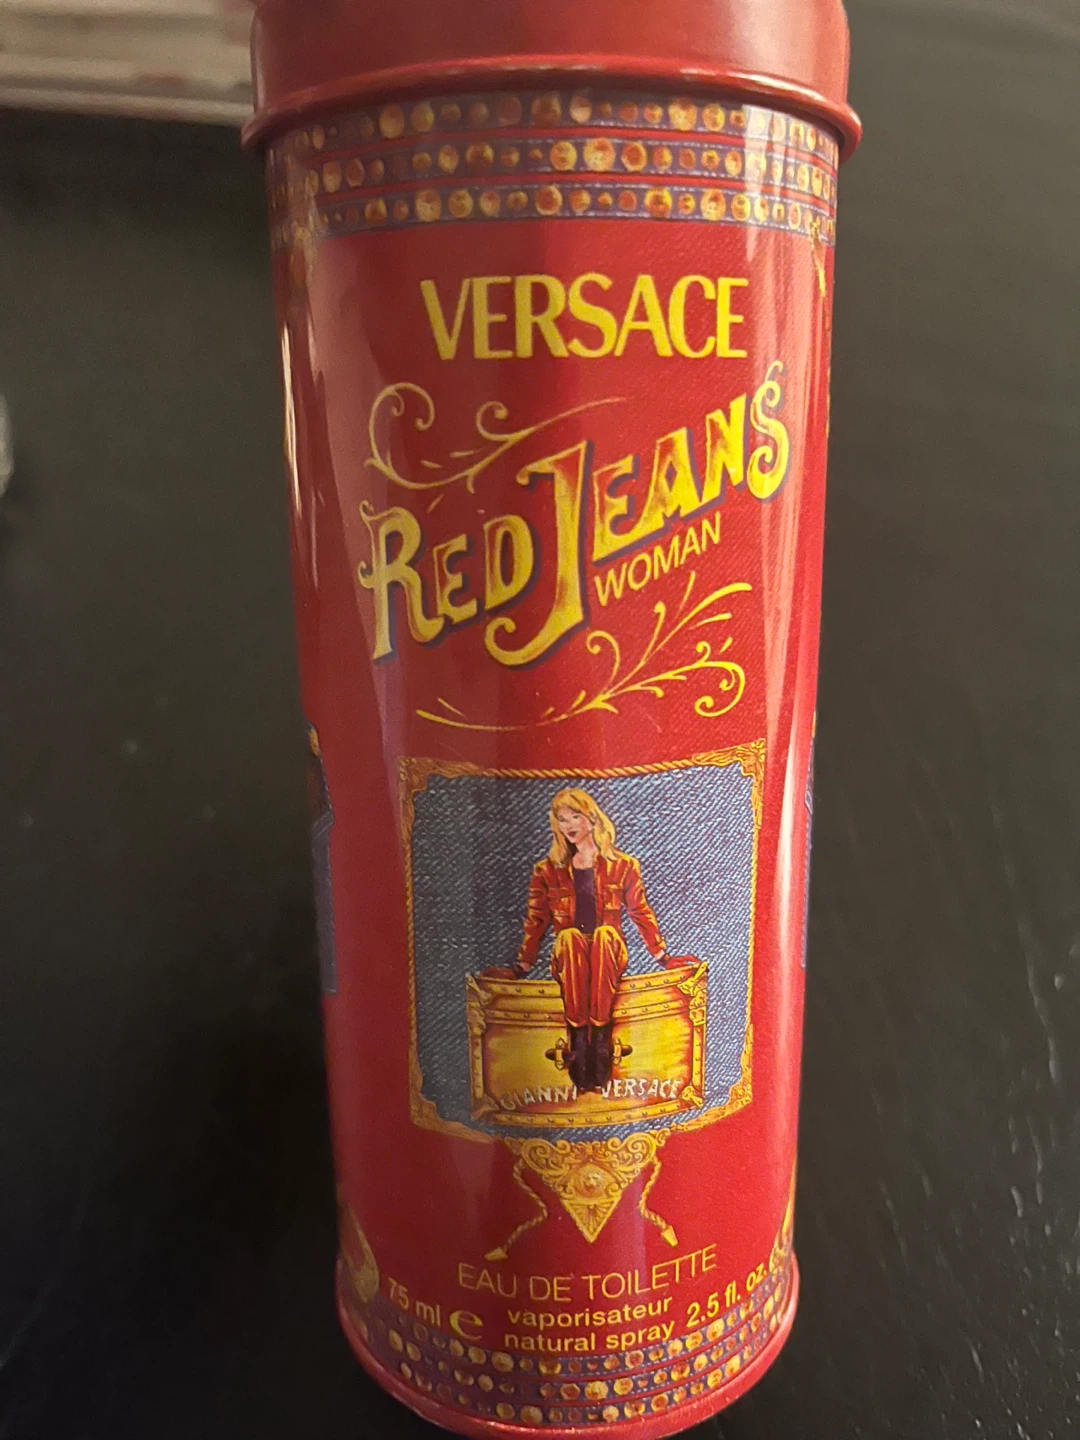 VERSACE
RED JEANS
WOMAN
GIANNI VERSACE
EAU DE TOILETTE
75 ml e vaporisateur 2.5 fl. oz.
natural spray